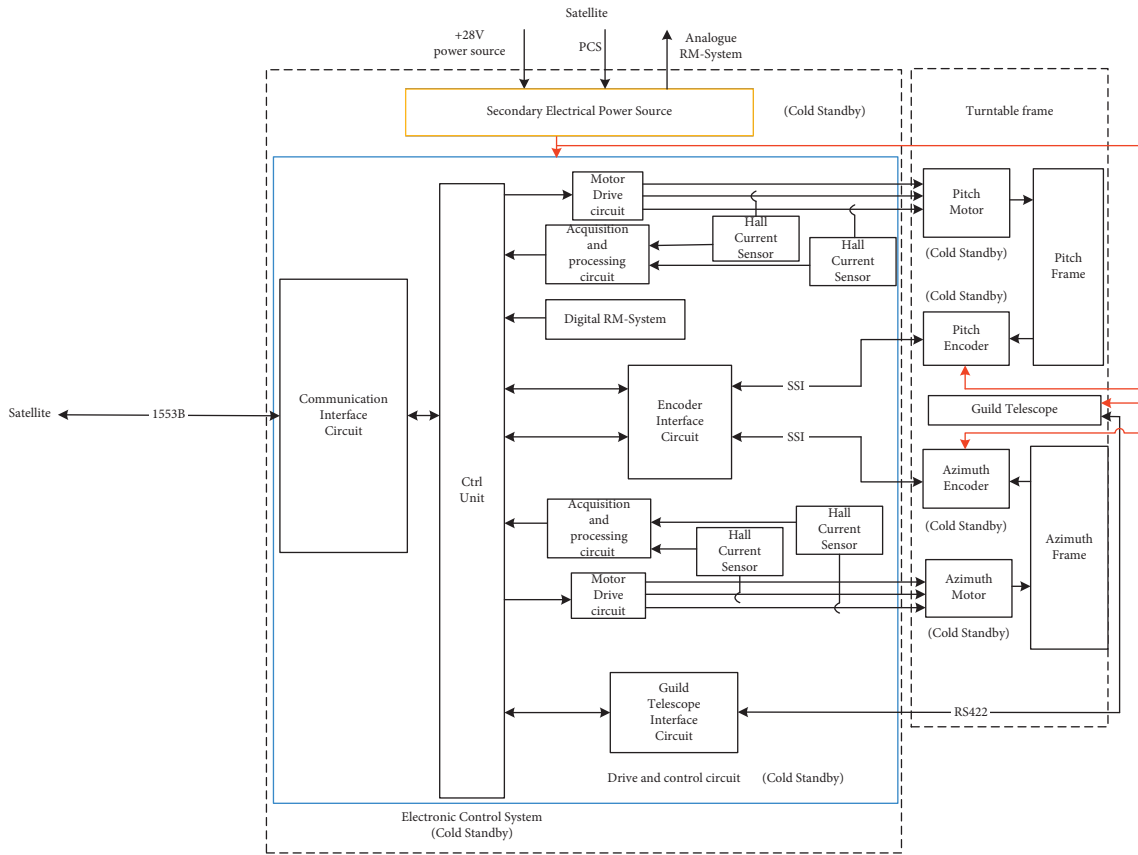 Satellite
+28V
power source
PCS
Analogue
RM-System
Secondary Electrical Power Source
(Cold Standby)
Turntable frame
Motor
Drive
circuit
Pitch
Motor
Hall
Current
Sensor
Acquisition
and
processing
circuit
Hall
Current
Sensor
(Cold Standby)
Pitch
Frame
(Cold Standby)
Digital RM-System
Pitch
Encoder
SSI
Satellite
1553B
Communication
Interface
Circuit
Encoder
Interface
Circuit
Guild Telescope
SSI
Ctrl
Unit
Azimuth
Encoder
Acquisition
and
processing
circuit
Hall
Current
Sensor
Hall
Current
Sensor
(Cold Standby)
Azimuth
Frame
Motor
Drive
circuit
Azimuth
Motor
(Cold Standby)
Guild
Telescope
Interface
Circuit
RS422
Drive and control circuit
(Cold Standby)
Electronic Control System
(Cold Standby)